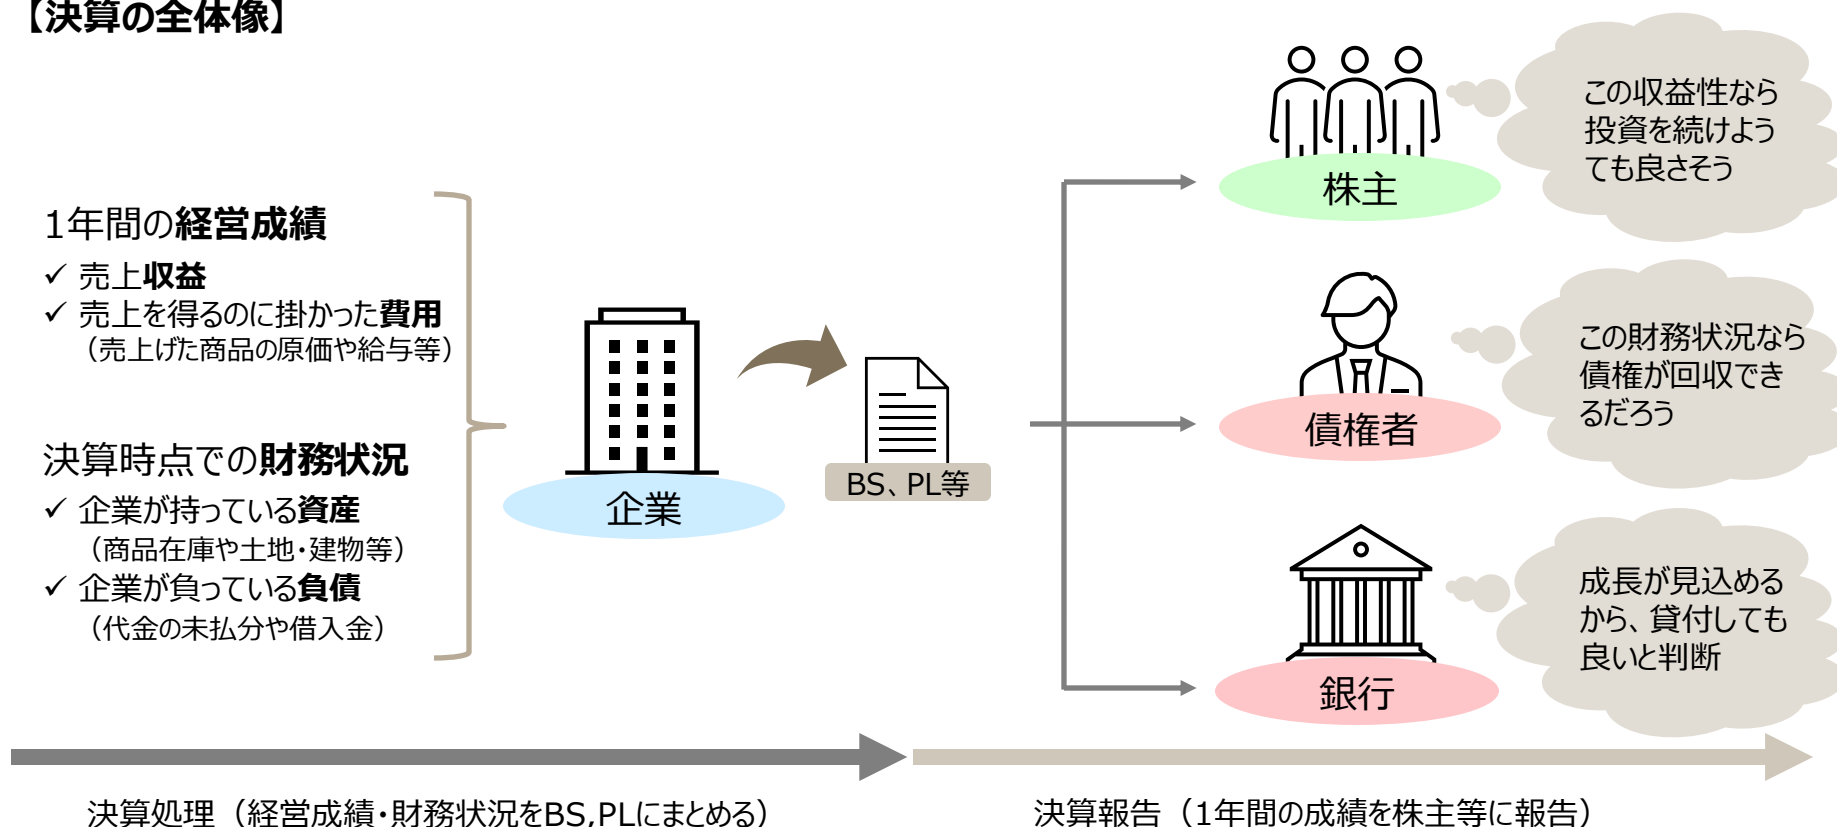 【決算の全体像】
1年間の経営成績
✓ 売上収益
✓ 売上を得るのに掛かった費用
（売上げた商品の原価や給与等）
決算時点での財務状況
✓ 企業が持っている資産
（商品在庫や土地・建物等）
✓ 企業が負っている負債
（代金の未払分や借入金）
企業
BS、PL等
株主
この収益性なら
投資を続けよう
ても良さそう
債権者
この財務状況なら
債権が回収でき
るだろう
銀行
成長が見込める
から、貸付しても
良いと判断
決算処理（経営成績・財務状況をBS,PLにまとめる）
決算報告（1年間の成績を株主等に報告）